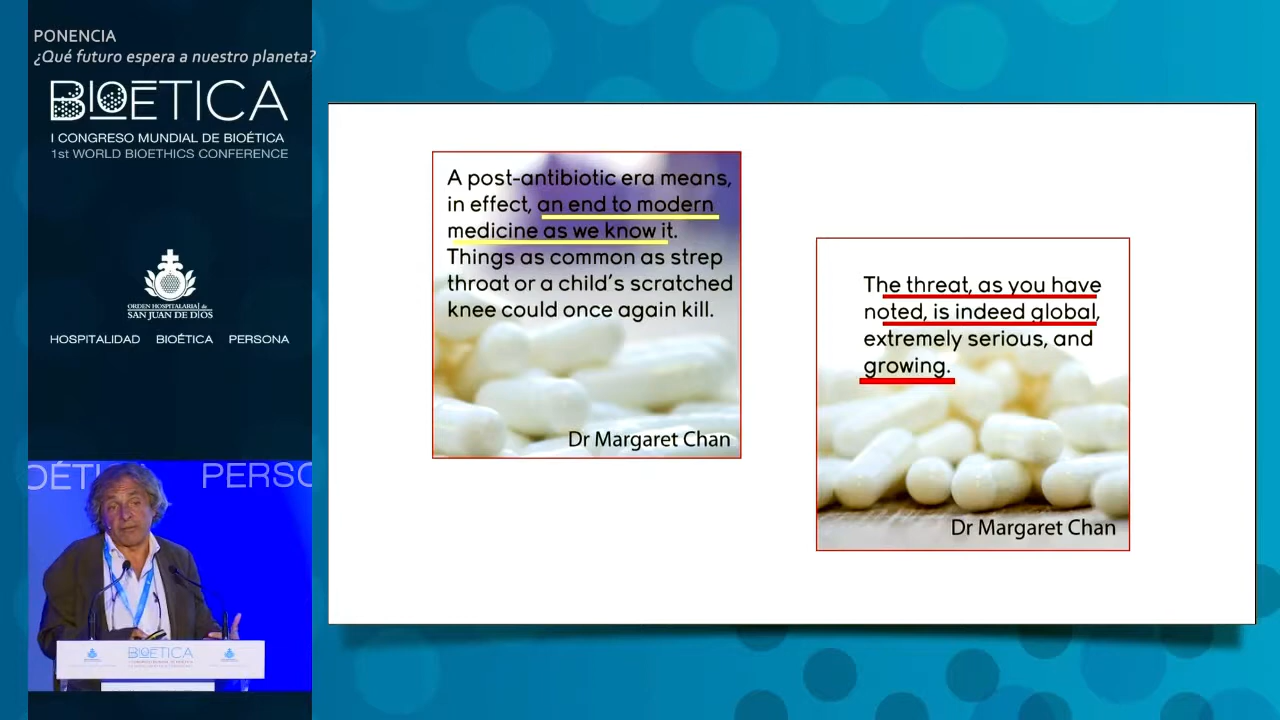 PONENCIA
¿Qué futuro espera a nuestro planeta?
BIOETICA
I CONGRESO MUNDIAL DE BIOÉTICA
1st WORLD BIOETHICS CONFERENCE
ORDEN HOSPITALARIA de
SAN JUAN DE DIOS
HOSPITALIDAD BIOÉTICA PERSONA
A post-antibiotic era means,
in effect, an end to modern
medicine as we know it.
Things as common as strep
throat or a child's scratched
knee could once again kill.
Dr Margaret Chan
The threat, as you have
noted, is indeed global,
extremely serious, and
growing.
Dr Margaret Chan
OÉTI PERSO
BIOETICA